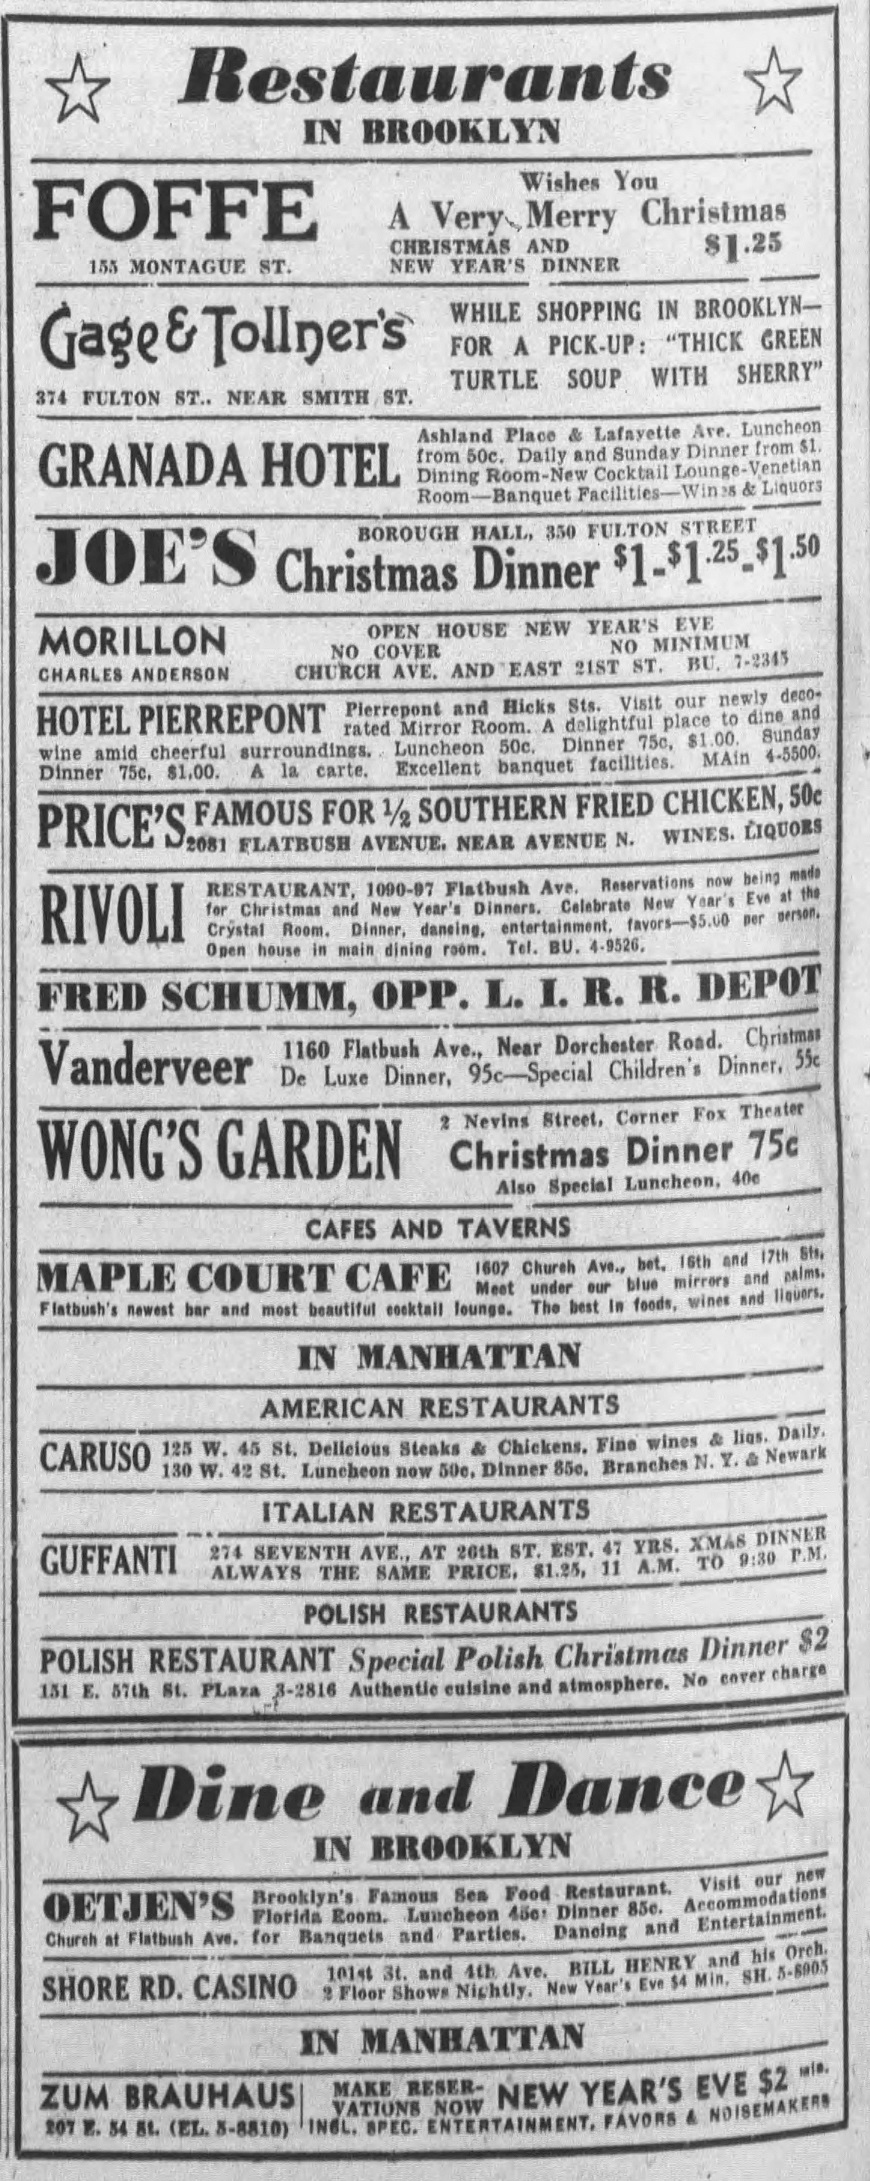 Restaurants
IN BROOKLYN
FOFFE
155 MONTAGUE ST.
Wishes You
A Very Merry Christmas
CHRISTMAS AND
NEW YEAR'S DINNER
$1.25
Gage & Tollner's
374 FULTON ST.. NEAR SMITH ST.
WHILE SHOPPING IN BROOKLYN—
FOR A PICK-UP: "THICK GREEN
TURTLE SOUP WITH SHERRY"
GRANADA HOTEL
Ashland Place & Lafayette Ave. Luncheon
from 50c. Daily and Sunday Dinner from $1.
Dining Room-New Cocktail Lounge-Venetian
Room—Banquet Facilities—Wines & Liquors
JOE'S
BOROUGH HALL, 350 FULTON STREET
Christmas Dinner $1-$1.25-$1.50
MORILLON
CHARLES ANDERSON
OPEN HOUSE NEW YEAR'S EVE
NO COVER NO MINIMUM
CHURCH AVE. AND EAST 21ST ST. BU. 7-2345
HOTEL PIERREPONT
Pierrepont and Hicks Sts. Visit our newly deco-
rated Mirror Room. A delightful place to dine and
wine amid cheerful surroundings. Luncheon 50c. Dinner 75c, $1.00. Sunday
Dinner 75c, $1.00. A la carte. Excellent banquet facilities. MAin 4-5500.
PRICE'S
FAMOUS FOR ½ SOUTHERN FRIED CHICKEN, 50c
2081 FLATBUSH AVENUE, NEAR AVENUE N. WINES. LIQUORS
RIVOLI
RESTAURANT, 1090-97 Flatbush Ave. Reservations now being made
for Christmas and New Year's Dinners. Celebrate New Year's Eve at the
Crystal Room. Dinner, dancing, entertainment, favors—$5.00 per person.
Open house in main dining room. Tel. BU. 4-9526.
FRED SCHUMM, OPP. L. I. R. R. DEPOT
Vanderveer
1160 Flatbush Ave., Near Dorchester Road. Christmas
De Luxe Dinner, 95c—Special Children's Dinner, 55c
WONG'S GARDEN
2 Nevins Street, Corner Fox Theater
Christmas Dinner 75c
Also Special Luncheon, 40c
CAFES AND TAVERNS
MAPLE COURT CAFE
1607 Church Ave., bet. 16th and 17th Sts.
Meet under our blue mirrors and palms.
Flatbush's newest bar and most beautiful cocktail lounge. The best in foods, wines and liquors.
IN MANHATTAN
AMERICAN RESTAURANTS
CARUSO
125 W. 45 St. Delicious Steaks & Chickens. Fine wines & liqs. Daily.
130 W. 42 St. Luncheon now 50c, Dinner 85c. Branches N. Y. & Newark
ITALIAN RESTAURANTS
GUFFANTI
274 SEVENTH AVE., AT 26th ST. EST. 47 YRS. XMAS DINNER
ALWAYS THE SAME PRICE, $1.25, 11 A.M. TO 9:30 P.M.
POLISH RESTAURANTS
POLISH RESTAURANT Special Polish Christmas Dinner $2
151 E. 57th St. PLaza 3-2816 Authentic cuisine and atmosphere. No cover charge
Dine and Dance
IN BROOKLYN
OETJEN'S
Brooklyn's Famous Sea Food Restaurant. Visit our new
Florida Room. Luncheon 45c; Dinner 85c. Accommodations
Church at Flatbush Ave. for Banquets and Parties. Dancing and Entertainment.
SHORE RD. CASINO
101st St. and 4th Ave. BILL HENRY and his Orch.
2 Floor Shows Nightly. New Year's Eve $4 Min. SH. 5-8905
IN MANHATTAN
ZUM BRAUHAUS
207 E. 54 St. (EL. 5-8810)
MAKE RESER-
VATIONS NOW
NEW YEAR'S EVE $2 min.
INCL. SPEC. ENTERTAINMENT, FAVORS & NOISEMAKERS